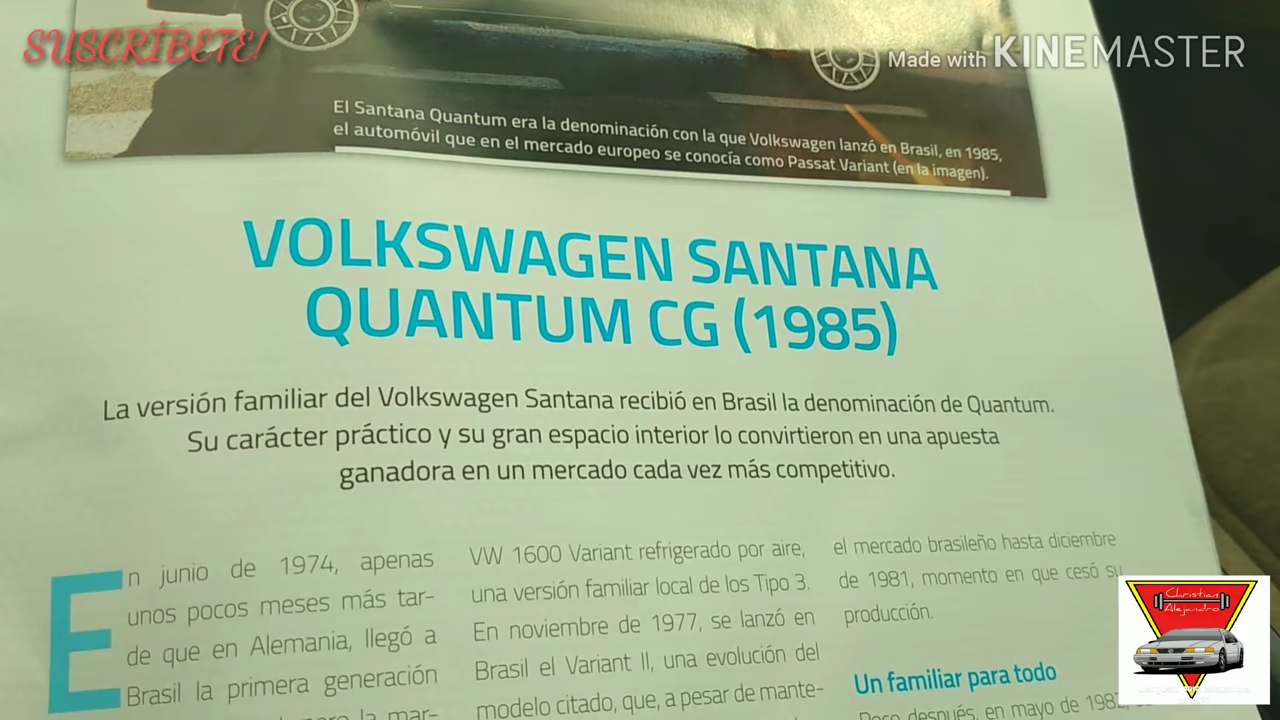 SUSCRÍBETE!
Made with KINEMASTER
El Santana Quantum era la denominación con la que Volkswagen lanzó en Brasil, en 1985,
el automóvil que en el mercado europeo se conocía como Passat Variant (en la imagen).
VOLKSWAGEN SANTANA
QUANTUM CG (1985)
La versión familiar del Volkswagen Santana recibió en Brasil la denominación de Quantum.
Su carácter práctico y su gran espacio interior lo convirtieron en una apuesta
ganadora en un mercado cada vez más competitivo.
En junio de 1974, apenas
unos pocos meses más tar-
de que en Alemania, llegó a
Brasil la primera generación
la mar-
VW 1600 Variant refrigerado por aire,
una versión familiar local de los Tipo 3.
En noviembre de 1977, se lanzó en
Brasil el Variant II, una evolución del
modelo citado, que, a pesar de mante-
el mercado brasileño hasta diciembre
de 1981, momento en que cesó su
producción.
Un familiar para todo
Poco después, en mayo de 1982,
Christian
Alejandro